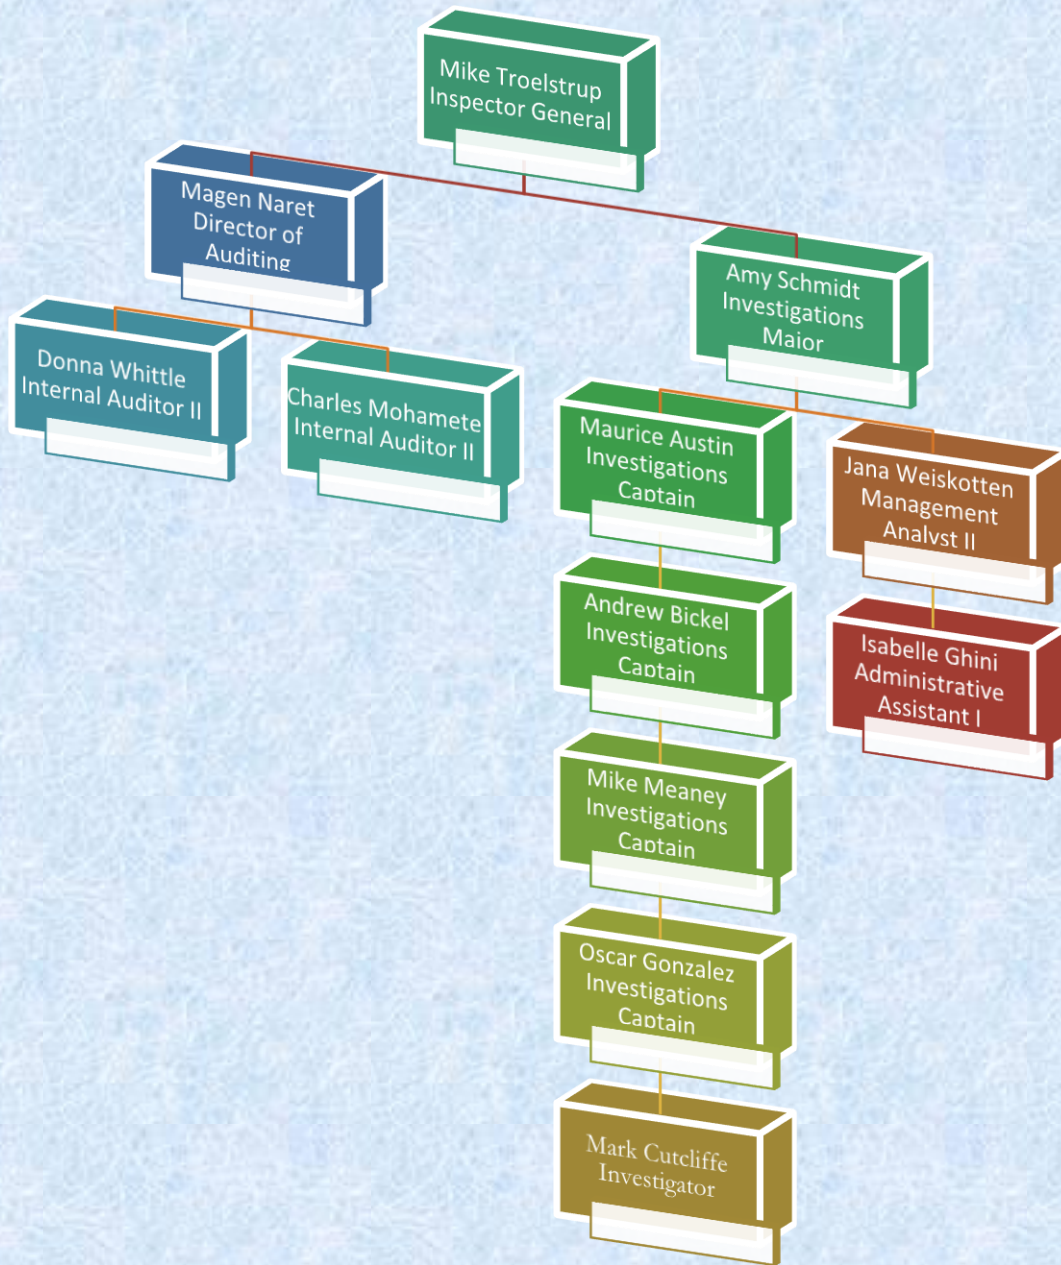 Mike Troelstrup
Inspector General
Magen Naret
Director of
Auditing
Amy Schmidt
Investigations
Major
Donna Whittle
Internal Auditor II
Charles Mohamete
Internal Auditor II
Maurice Austin
Investigations
Captain
Jana Weiskotten
Management
Analyst II
Andrew Bickel
Investigations
Captain
Isabelle Ghini
Administrative
Assistant I
Mike Meaney
Investigations
Captain
Oscar Gonzalez
Investigations
Captain
Mark Cutcliffe
Investigator